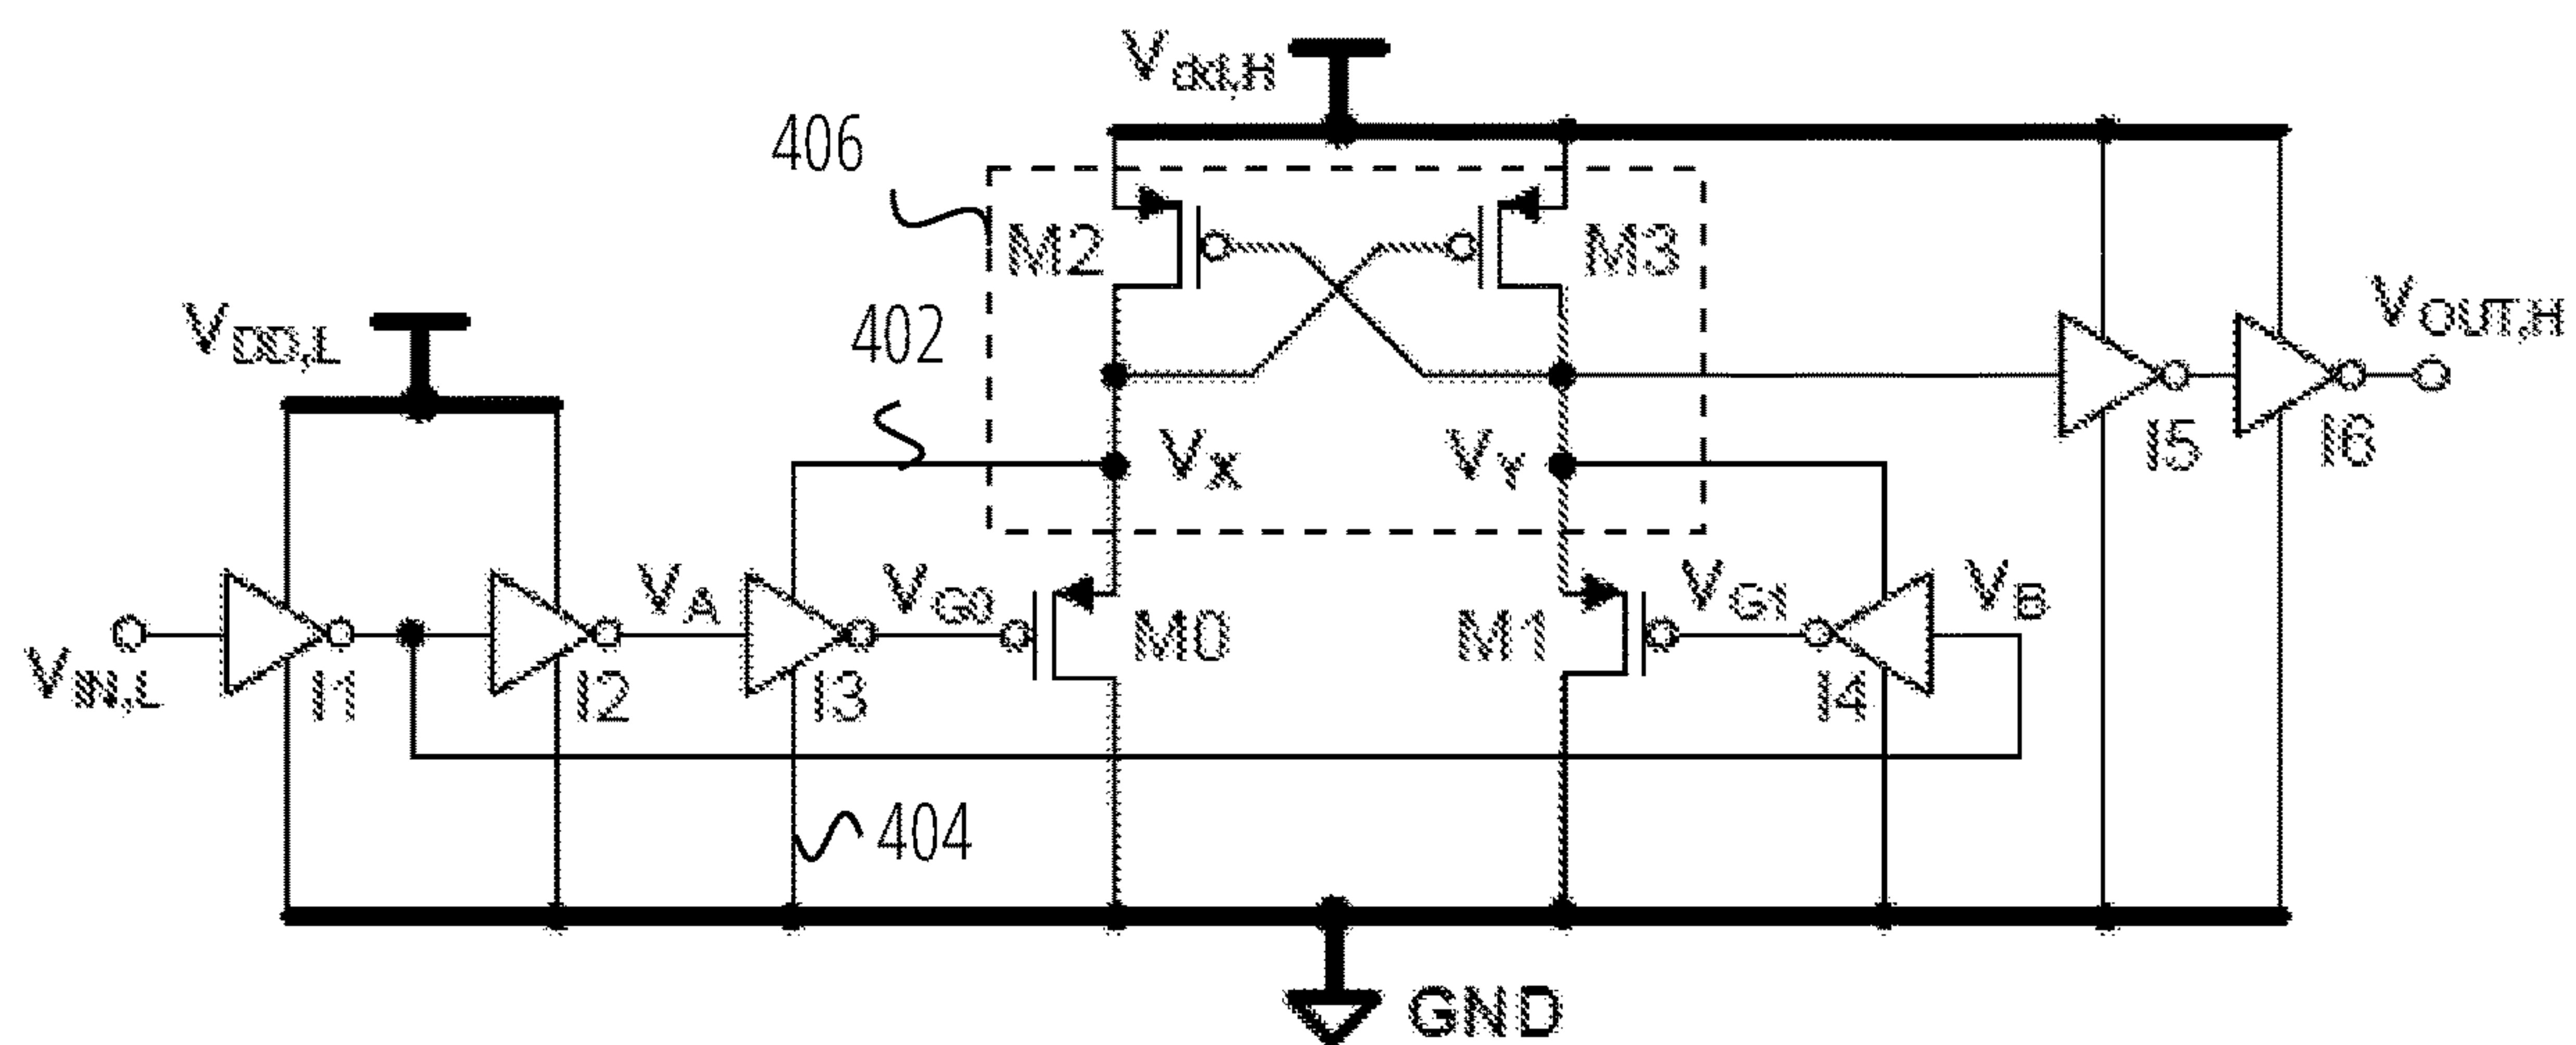 Vdd,H
406
M2
M3
VDD,L
402
VOUT,H
VX
VY
I5
I6
VA
VG0
VG1
VB
M0
M1
VIN,L
I1
I2
I3
I4
404
GND